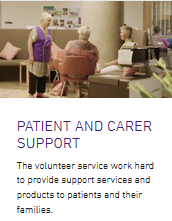 PATIENT AND CARER
SUPPORT
The volunteer service work hard
to provide support services and
products to patients and their
families.